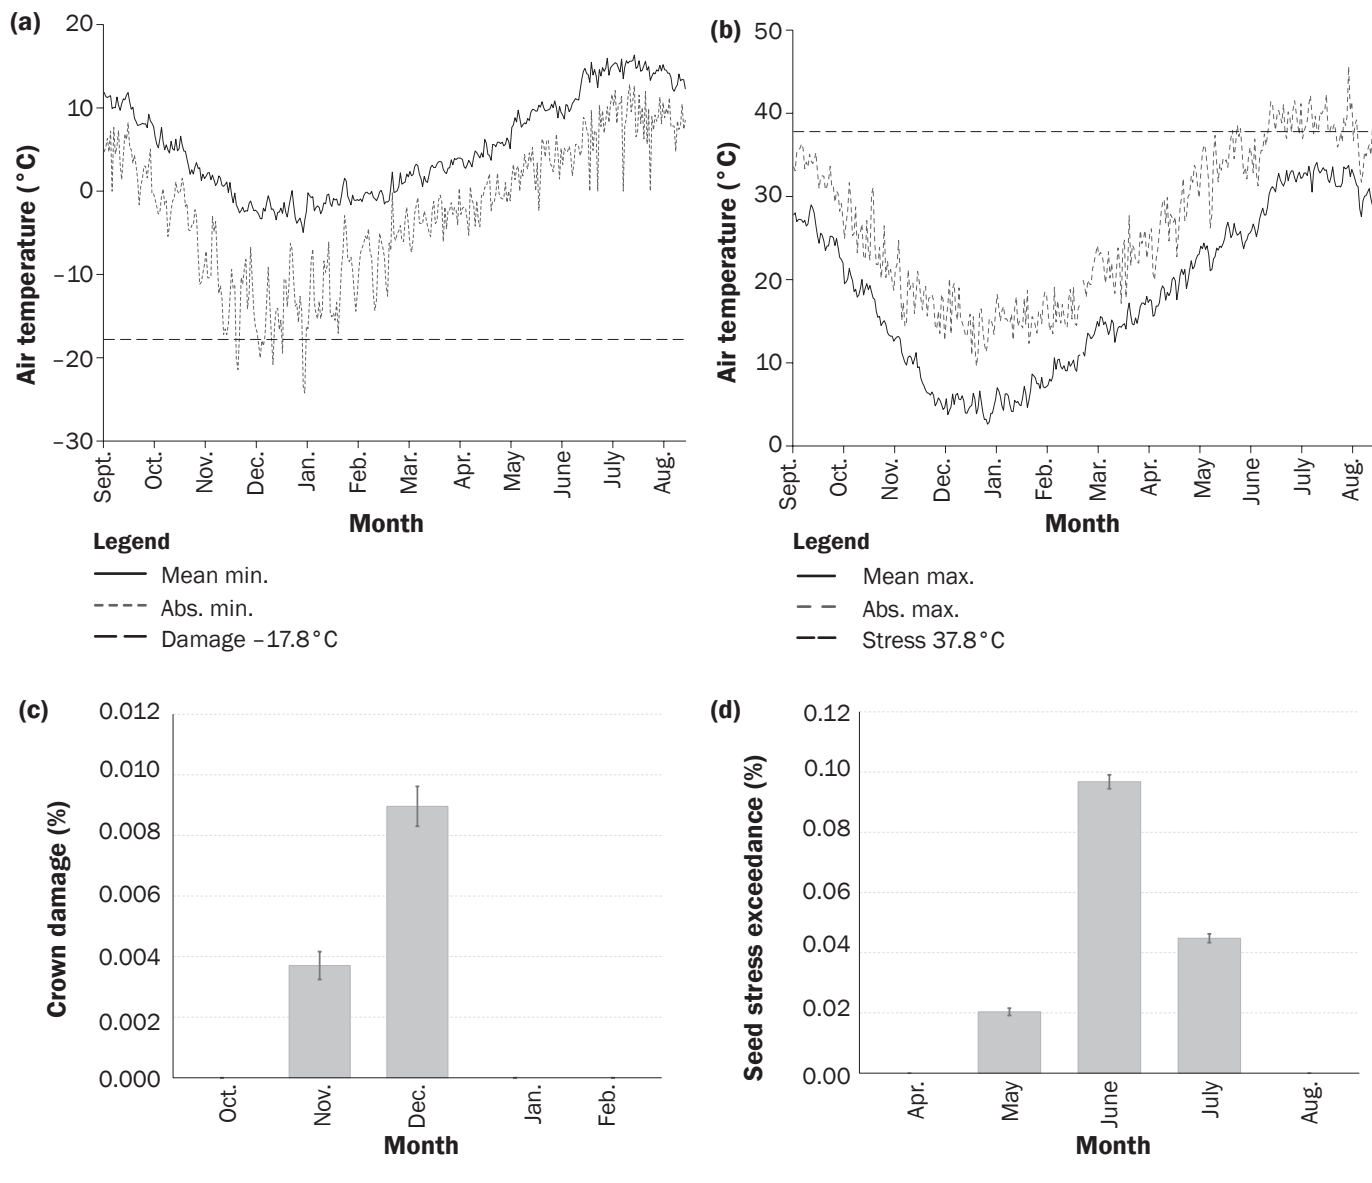 (a)
Air temperature (°C)
20
10
0
–10
–20
–30
Sept.
Oct.
Nov.
Dec.
Jan.
Feb.
Mar.
Apr.
May
June
July
Aug.
Month
Legend
Mean min.
Abs. min.
Damage –17.8°C
(b)
Air temperature (°C)
50
40
30
20
10
0
Sept.
Oct.
Nov.
Dec.
Jan.
Feb.
Mar.
Apr.
May
June
July
Aug.
Month
Legend
Mean max.
Abs. max.
Stress 37.8°C
(c)
Crown damage (%)
0.012
0.010
0.008
0.006
0.004
0.002
0.000
Oct.
Nov.
Dec.
Jan.
Feb.
Month
(d)
Seed stress exceedance (%)
0.12
0.10
0.08
0.06
0.04
0.02
0.00
Apr.
May
June
July
Aug.
Month